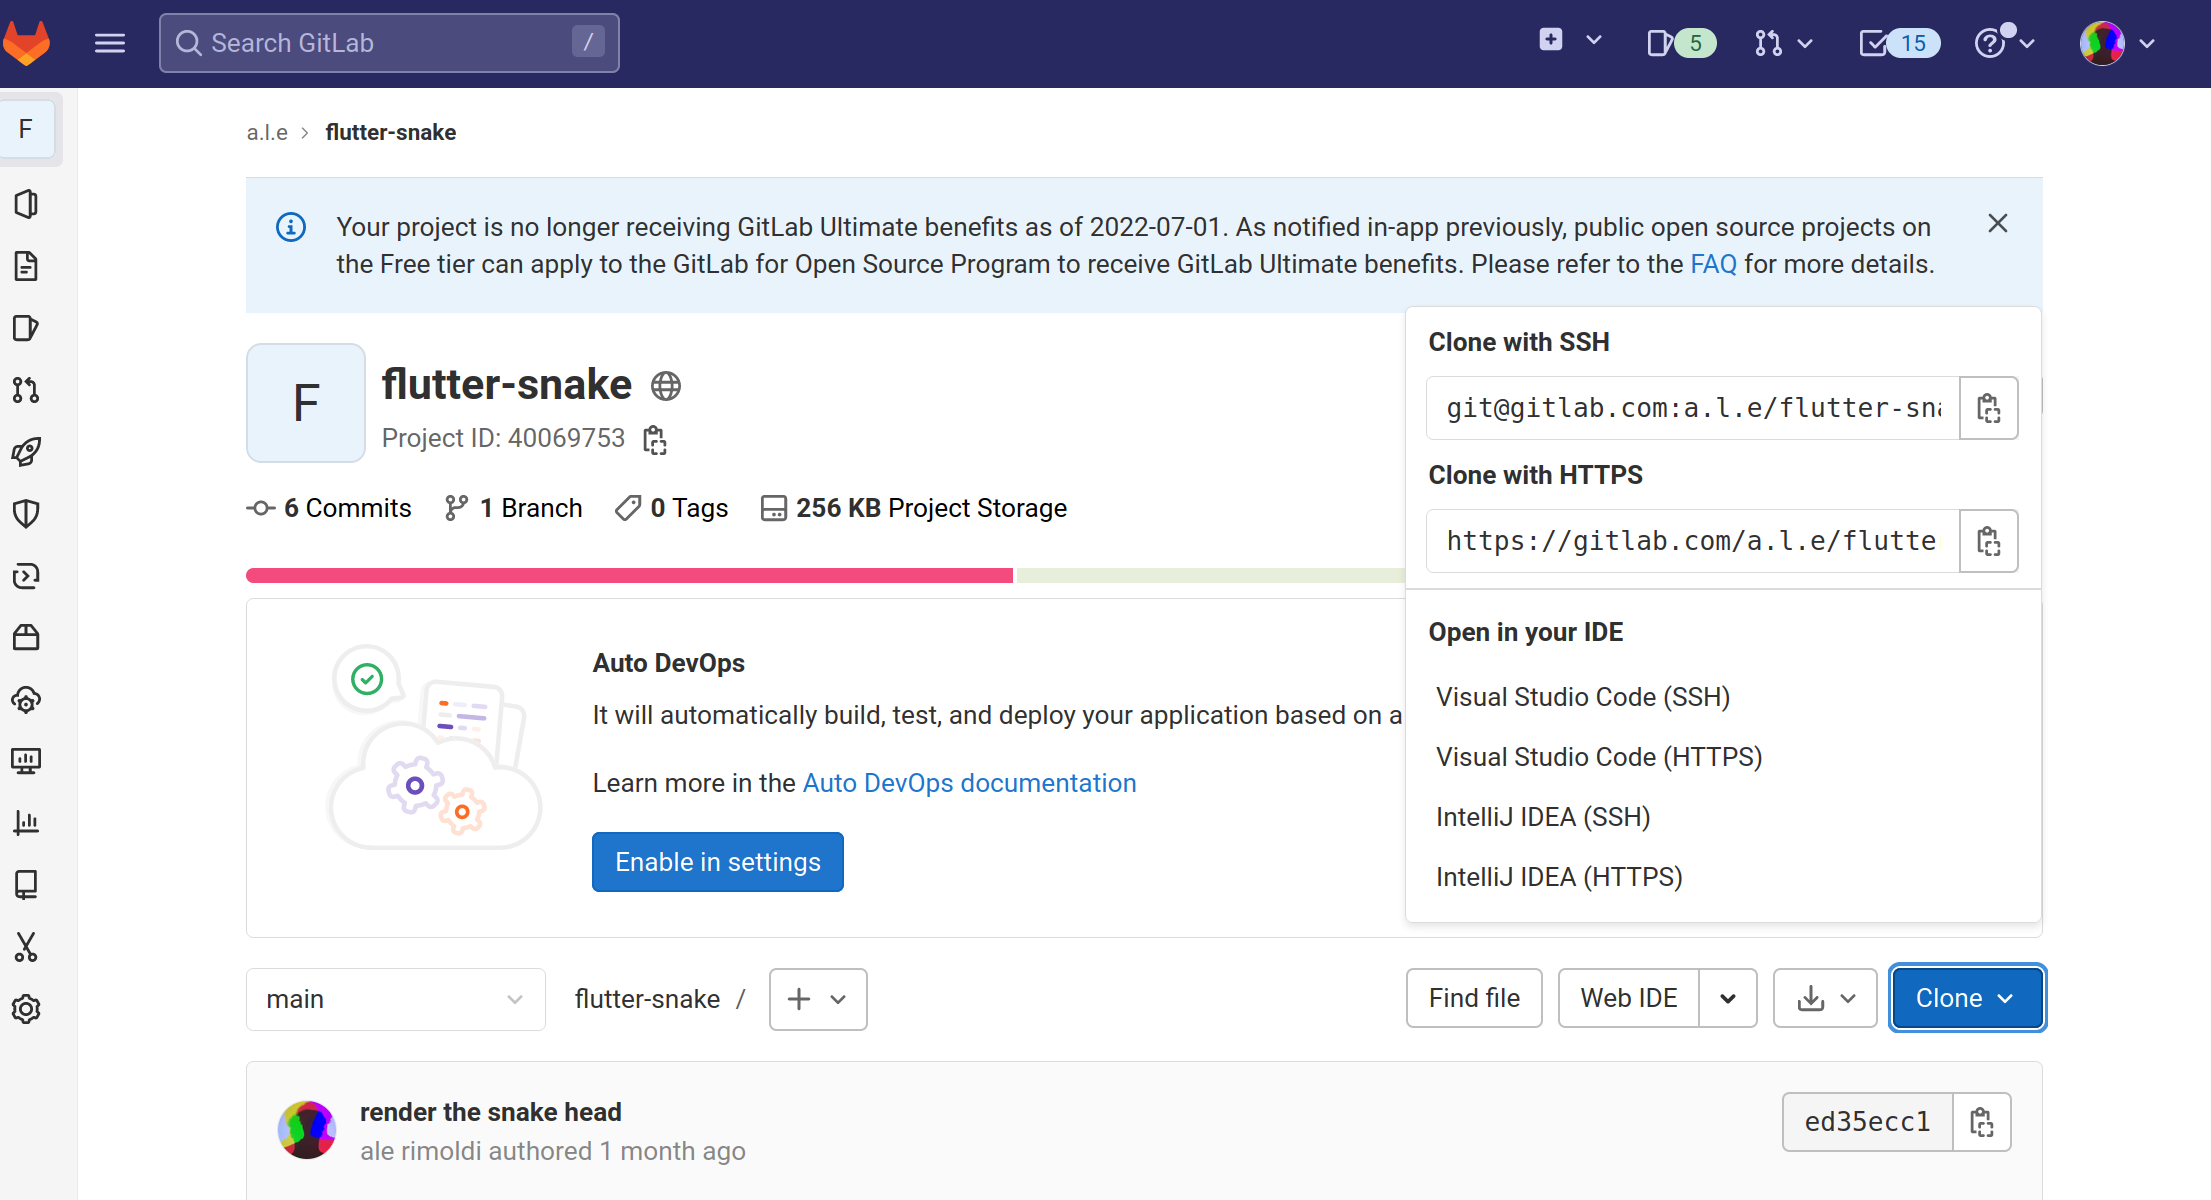 Search GitLab /
5
15
F
a.l.e > flutter-snake
Your project is no longer receiving GitLab Ultimate benefits as of 2022-07-01. As notified in-app previously, public open source projects on
the Free tier can apply to the GitLab for Open Source Program to receive GitLab Ultimate benefits. Please refer to the FAQ for more details.
F
flutter-snake
Project ID: 40069753
6 Commits 1 Branch 0 Tags 256 KB Project Storage
Auto DevOps
It will automatically build, test, and deploy your application based on a
Learn more in the Auto DevOps documentation
Enable in settings
Clone with SSH
git@gitlab.com:a.l.e/flutter-sna
Clone with HTTPS
https://gitlab.com/a.l.e/flutte
Open in your IDE
Visual Studio Code (SSH)
Visual Studio Code (HTTPS)
IntelliJ IDEA (SSH)
IntelliJ IDEA (HTTPS)
main
flutter-snake /
Find file
Web IDE
Clone
render the snake head
ale rimoldi authored 1 month ago
ed35ecc1